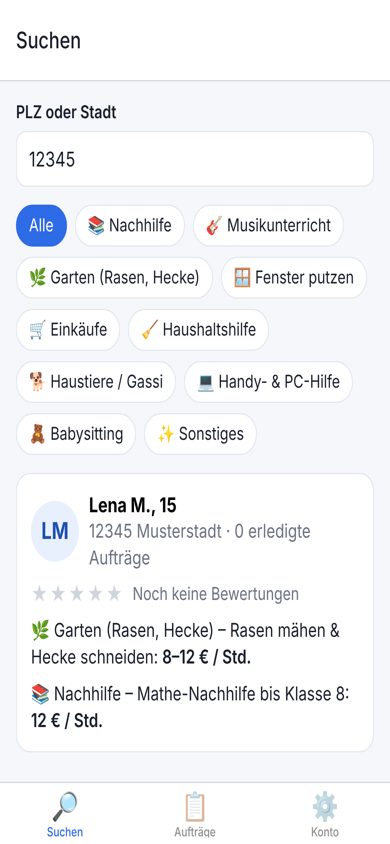 Suchen
PLZ oder Stadt
12345
Alle
Nachhilfe
Musikunterricht
Garten (Rasen, Hecke)
Fenster putzen
Einkäufe
Haushaltshilfe
Haustiere / Gassi
Handy- & PC-Hilfe
Babysitting
Sonstiges
LM
Lena M., 15
12345 Musterstadt · 0 erledigte
Aufträge
Noch keine Bewertungen
Garten (Rasen, Hecke) – Rasen mähen &
Hecke schneiden: 8–12 € / Std.
Nachhilfe – Mathe-Nachhilfe bis Klasse 8:
12 € / Std.
Suchen
Aufträge
Konto